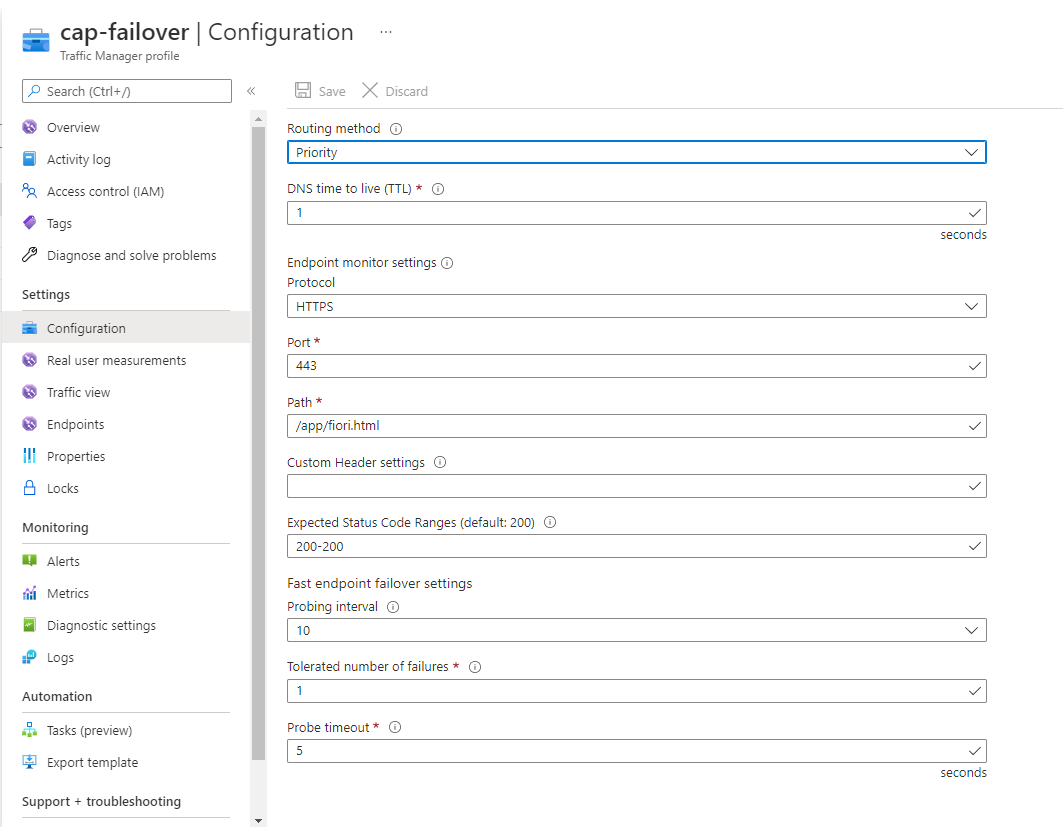 cap-failover | Configuration ...
Traffic Manager profile
Search (Ctrl+/)
«
Overview
Activity log
Access control (IAM)
Tags
Diagnose and solve problems
Settings
Configuration
Real user measurements
Traffic view
Endpoints
Properties
Locks
Monitoring
Alerts
Metrics
Diagnostic settings
Logs
Automation
Tasks (preview)
Export template
Support + troubleshooting
Save Discard
Routing method
Priority
DNS time to live (TTL) *
1
seconds
Endpoint monitor settings
Protocol
HTTPS
Port *
443
Path *
/app/fiori.html
Custom Header settings
Expected Status Code Ranges (default: 200)
200-200
Fast endpoint failover settings
Probing interval
10
Tolerated number of failures *
1
Probe timeout *
5
seconds